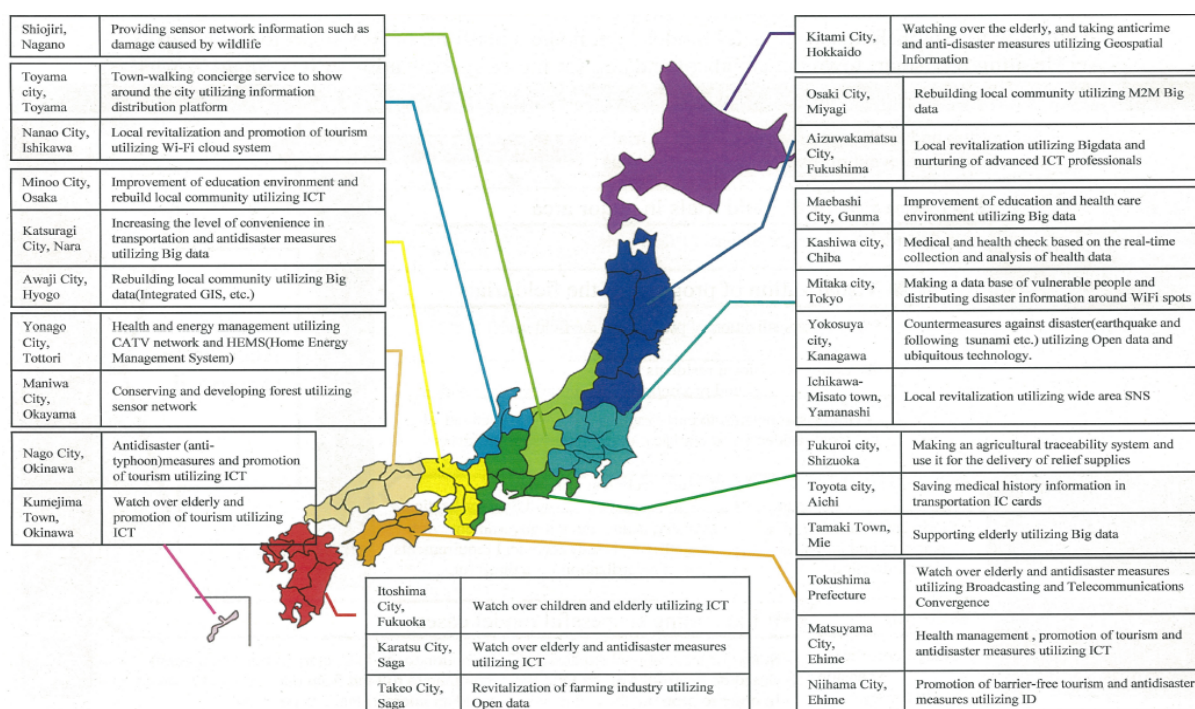 Shiojiri,
Nagano
Providing sensor network information such as
damage caused by wildlife
Toyama
city,
Toyama
Town-walking concierge service to show
around the city utilizing information
distribution platform
Nanao City,
Ishikawa
Local revitalization and promotion of tourism
utilizing Wi-Fi cloud system
Minoo City,
Osaka
Improvement of education environment and
rebuild local community utilizing ICT
Katsuragi
City, Nara
Increasing the level of convenience in
transportation and antidisaster measures
utilizing Big data
Awaji City,
Hyogo
Rebuilding local community utilizing Big
data(Integrated GIS, etc.)
Yonago
City,
Tottori
Health and energy management utilizing
CATV network and HEMS(Home Energy
Management System)
Maniwa
City,
Okayama
Conserving and developing forest utilizing
sensor network
Nago City,
Okinawa
Antidisaster (anti-
typhoon)measures and promotion
of tourism utilizing ICT
Kumejima
Town,
Okinawa
Watch over elderly and
promotion of tourism utilizing
ICT
Itoshima
City,
Fukuoka
Watch over children and elderly utilizing ICT
Karatsu City,
Saga
Watch over elderly and antidisaster measures
utilizing ICT
Takeo City,
Saga
Revitalization of farming industry utilizing
Open data
Kitami City,
Hokkaido
Watching over the elderly, and taking anticrime
and anti-disaster measures utilizing Geospatial
Information
Osaki City,
Miyagi
Rebuilding local community utilizing M2M Big
data
Aizuwakamatsu
City,
Fukushima
Local revitalization utilizing Bigdata and
nurturing of advanced ICT professionals
Maebashi
City, Gunma
Improvement of education and health care
environment utilizing Big data
Kashiwa city,
Chiba
Medical and health check based on the real-time
collection and analysis of health data
Mitaka city,
Tokyo
Making a data base of vulnerable people and
distributing disaster information around WiFi spots
Yokosuya
city,
Kanagawa
Countermeasures against disaster(earthquake and
following tsunami etc.) utilizing Open data and
ubiquitous technology.
Ichikawa-
Misato town,
Yamanashi
Local revitalization utilizing wide area SNS
Fukuroi city,
Shizuoka
Making an agricultural traceability system and
use it for the delivery of relief supplies
Toyota city,
Aichi
Saving medical history information in
transportation IC cards
Tamaki Town,
Mie
Supporting elderly utilizing Big data
Tokushima
Prefecture
Watch over elderly and antidisaster measures
utilizing Broadcasting and Telecommunications
Convergence
Matsuyama
City,
Ehime
Health management , promotion of tourism and
antidisaster measures utilizing ICT
Niihama City,
Ehime
Promotion of barrier-free tourism and antidisaster
measures utilizing ID